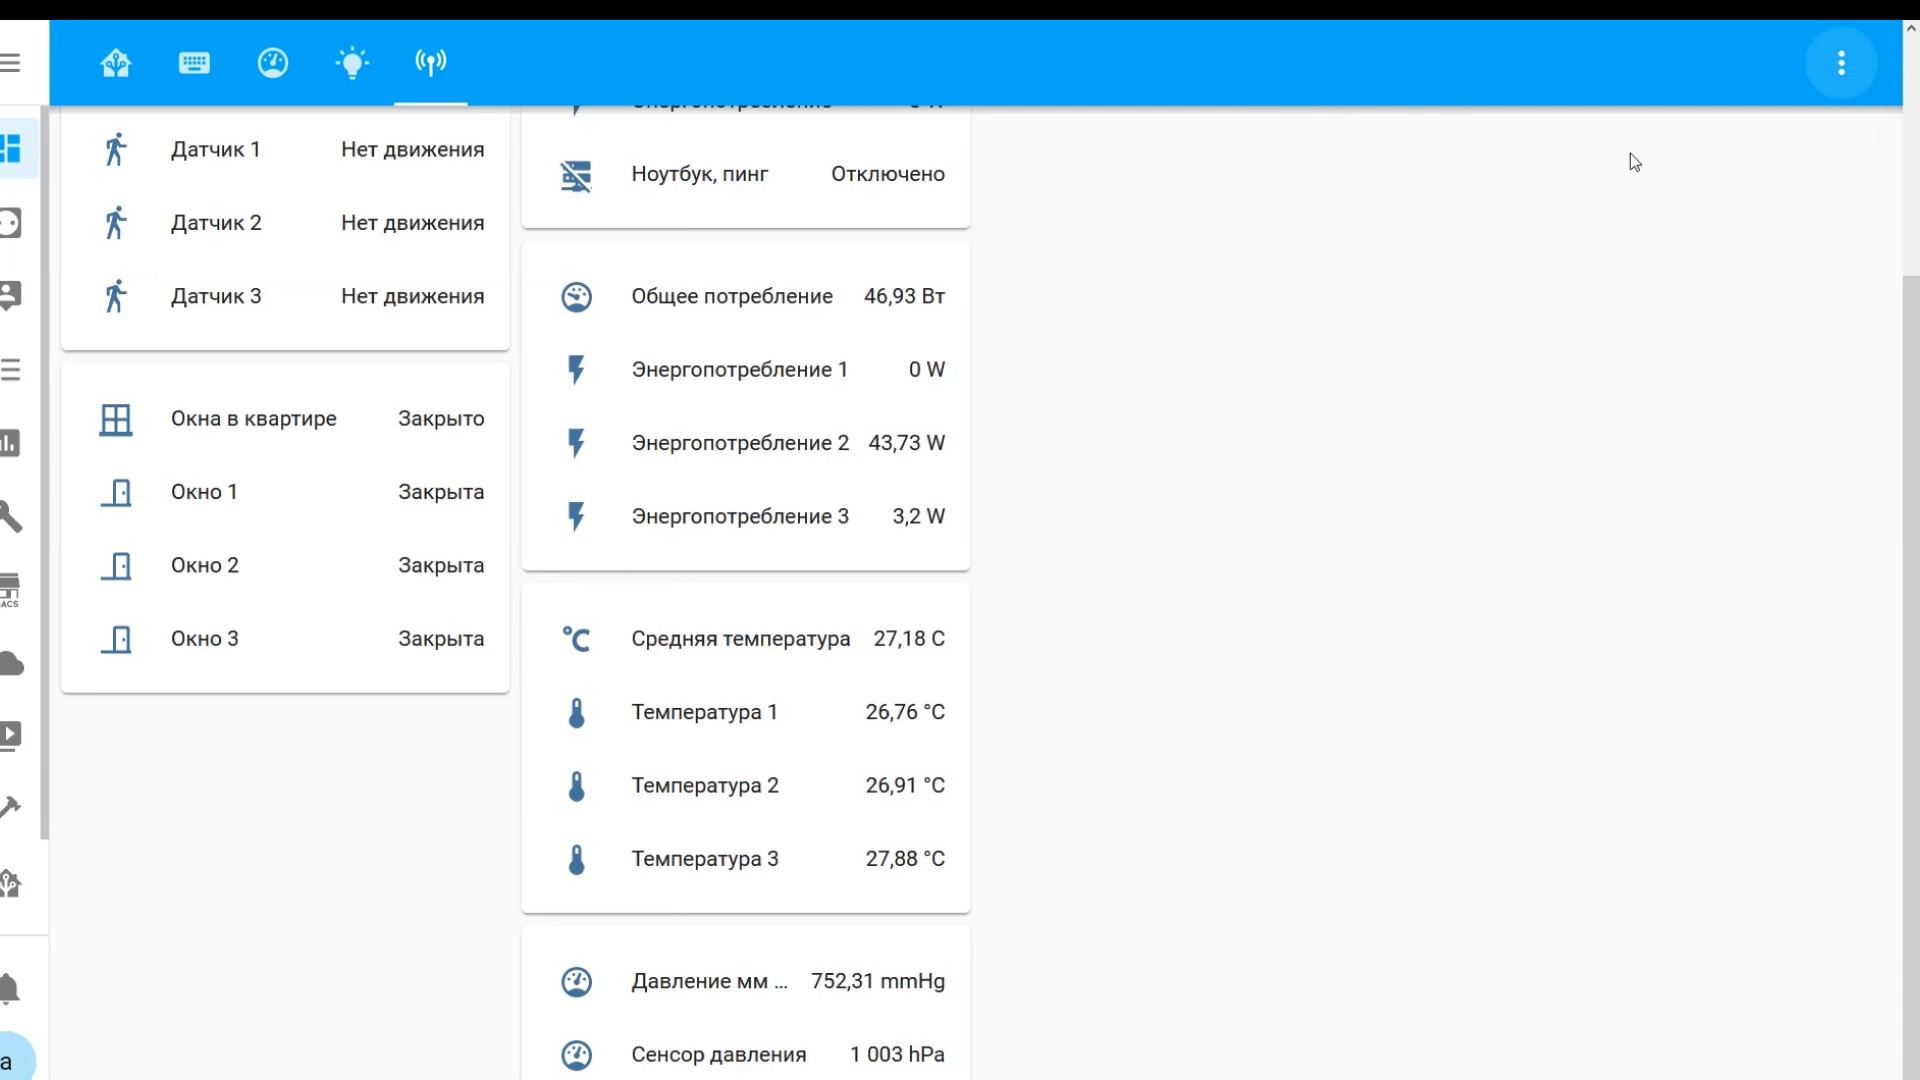 Датчик 1 Нет движения
Датчик 2 Нет движения
Датчик 3 Нет движения
Окна в квартире Закрыто
Окно 1 Закрыта
Окно 2 Закрыта
Окно 3 Закрыта
Энергопотребление 0 W
Ноутбук, пинг Отключено
Общее потребление 46,93 Вт
Энергопотребление 1 0 W
Энергопотребление 2 43,73 W
Энергопотребление 3 3,2 W
Средняя температура 27,18 C
Температура 1 26,76 °C
Температура 2 26,91 °C
Температура 3 27,88 °C
Давление мм ... 752,31 mmHg
Сенсор давления 1 003 hPa
ACS
a